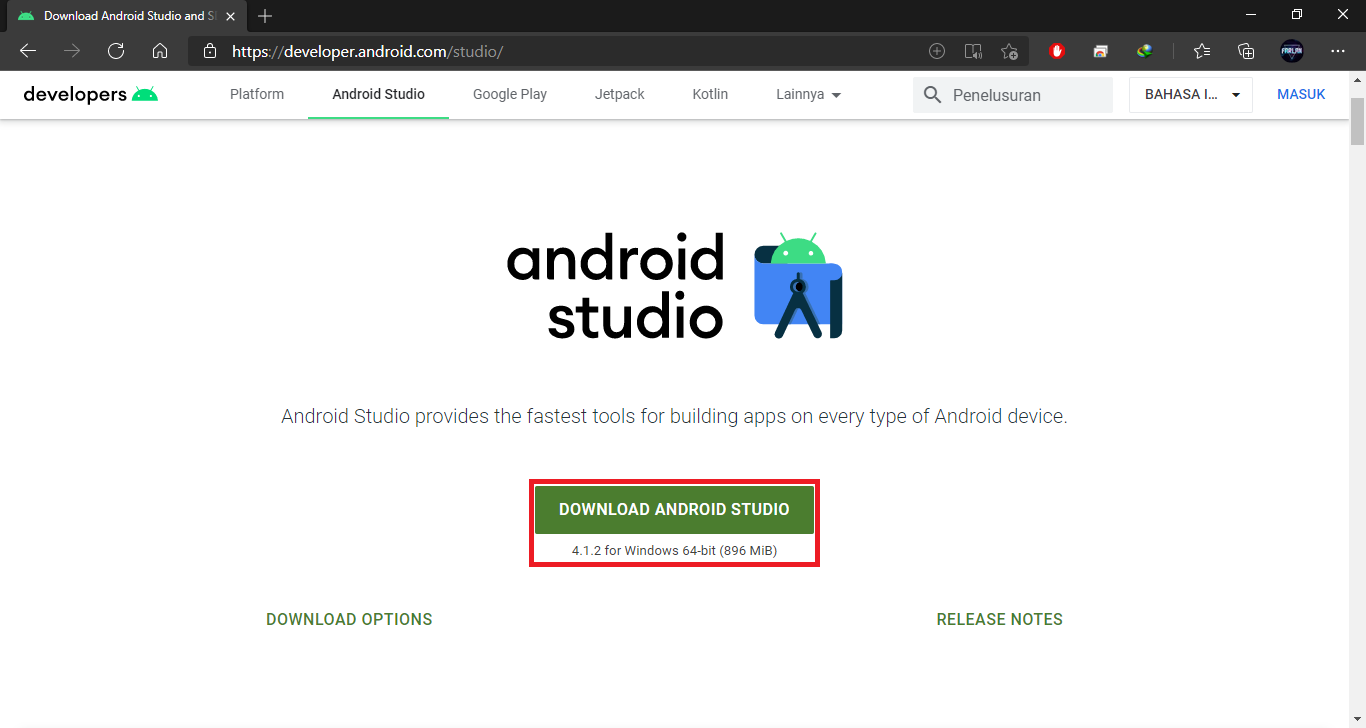 Download Android Studio and S
https://developer.android.com/studio/
developers
Platform
Android Studio
Google Play
Jetpack
Kotlin
Lainnya
Penelusuran
BAHASA I...
MASUK
android
studio
Android Studio provides the fastest tools for building apps on every type of Android device.
DOWNLOAD ANDROID STUDIO
4.1.2 for Windows 64-bit (896 MiB)
DOWNLOAD OPTIONS
RELEASE NOTES